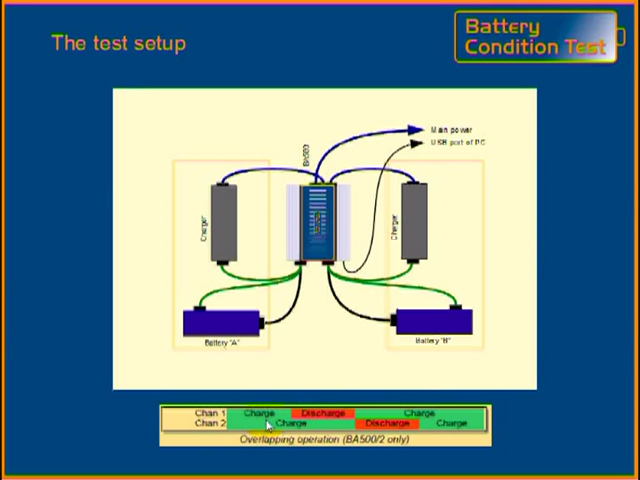 The test setup
Battery
Condition Test
Main power
USB port of PC
BA500
Charger
Charger
Battery "A"
Battery "B"
Chan 1 Charge Discharge Charge
Chan 2 Charge Discharge Charge
Overlapping operation (BA500/2 only)